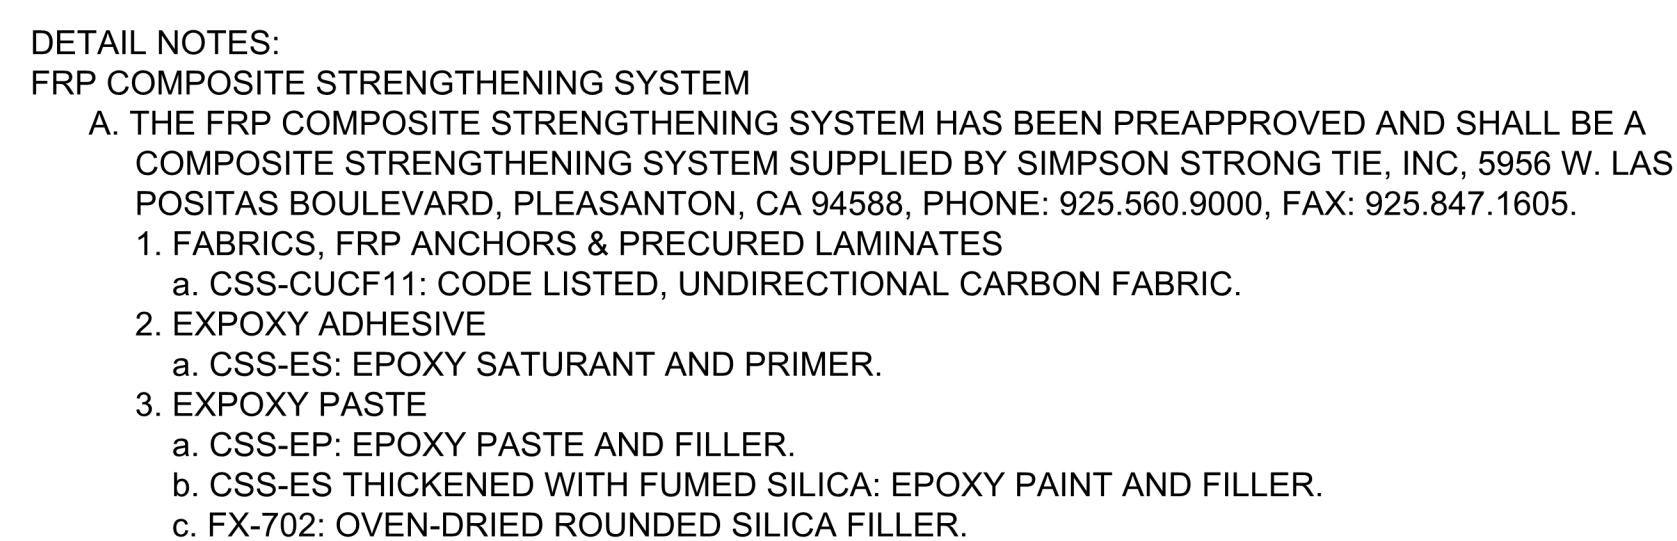 DETAIL NOTES:
FRP COMPOSITE STRENGTHENING SYSTEM
A. THE FRP COMPOSITE STRENGTHENING SYSTEM HAS BEEN PREAPPROVED AND SHALL BE A
COMPOSITE STRENGTHENING SYSTEM SUPPLIED BY SIMPSON STRONG TIE, INC, 5956 W. LAS
POSITAS BOULEVARD, PLEASANTON, CA 94588, PHONE: 925.560.9000, FAX: 925.847.1605.
1. FABRICS, FRP ANCHORS & PRECURED LAMINATES
a. CSS-CUCF11: CODE LISTED, UNDIRECTIONAL CARBON FABRIC.
2. EXPOXY ADHESIVE
a. CSS-ES: EPOXY SATURANT AND PRIMER.
3. EXPOXY PASTE
a. CSS-EP: EPOXY PASTE AND FILLER.
b. CSS-ES THICKENED WITH FUMED SILICA: EPOXY PAINT AND FILLER.
c. FX-702: OVEN-DRIED ROUNDED SILICA FILLER.